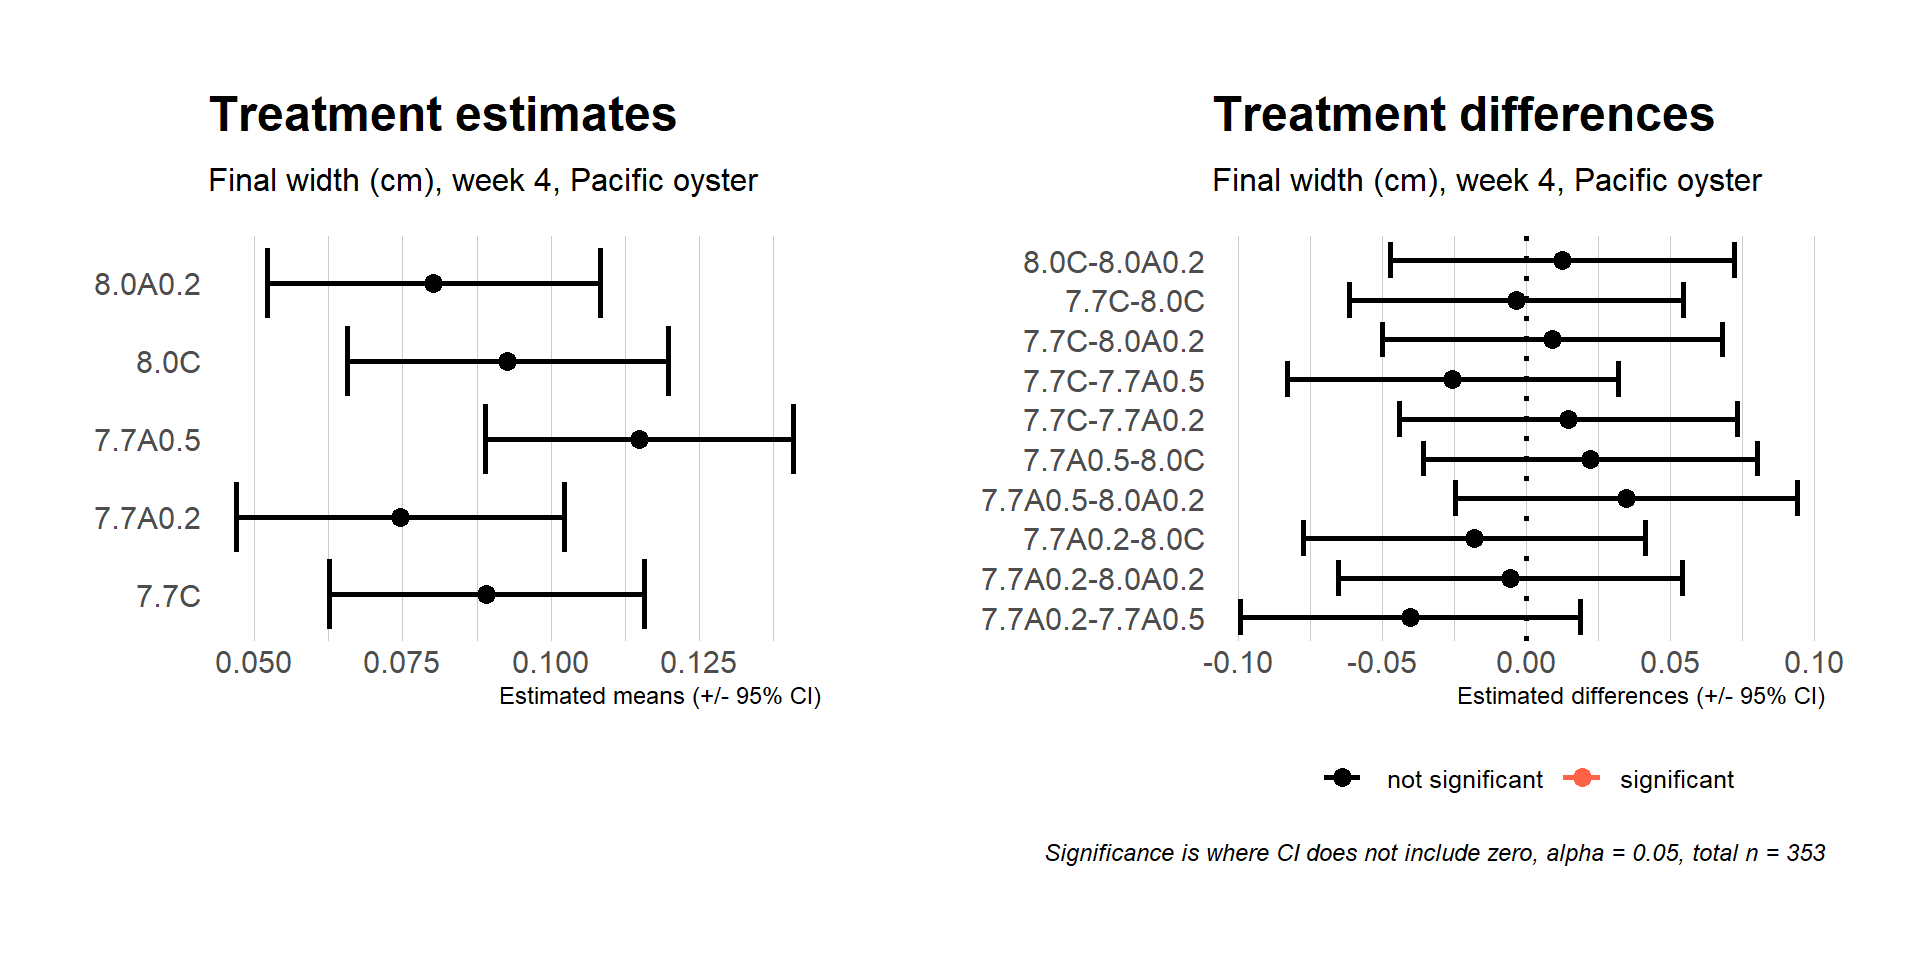 Treatment estimates
Final width (cm), week 4, Pacific oyster
8.0A0.2
8.0C
7.7A0.5
7.7A0.2
7.7C
0.050 0.075 0.100 0.125
Estimated means (+/- 95% CI)
Treatment differences
Final width (cm), week 4, Pacific oyster
8.0C-8.0A0.2
7.7C-8.0C
7.7C-8.0A0.2
7.7C-7.7A0.5
7.7C-7.7A0.2
7.7A0.5-8.0C
7.7A0.5-8.0A0.2
7.7A0.2-8.0C
7.7A0.2-8.0A0.2
7.7A0.2-7.7A0.5
-0.10 -0.05 0.00 0.05 0.10
Estimated differences (+/- 95% CI)
not significant significant
Significance is where CI does not include zero, alpha = 0.05, total n = 353